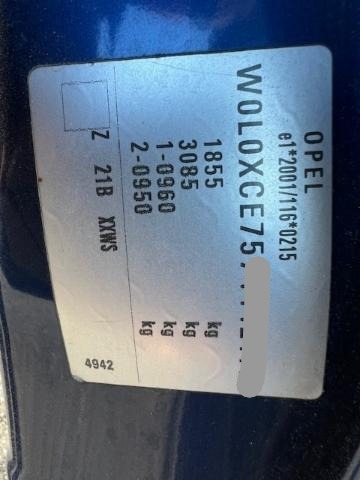 OPEL
e1*2001/116*0215
W0L0XCE75
1855 kg
3085 kg
1-0960 kg
2-0950 kg
Z 21B XXWS
4942